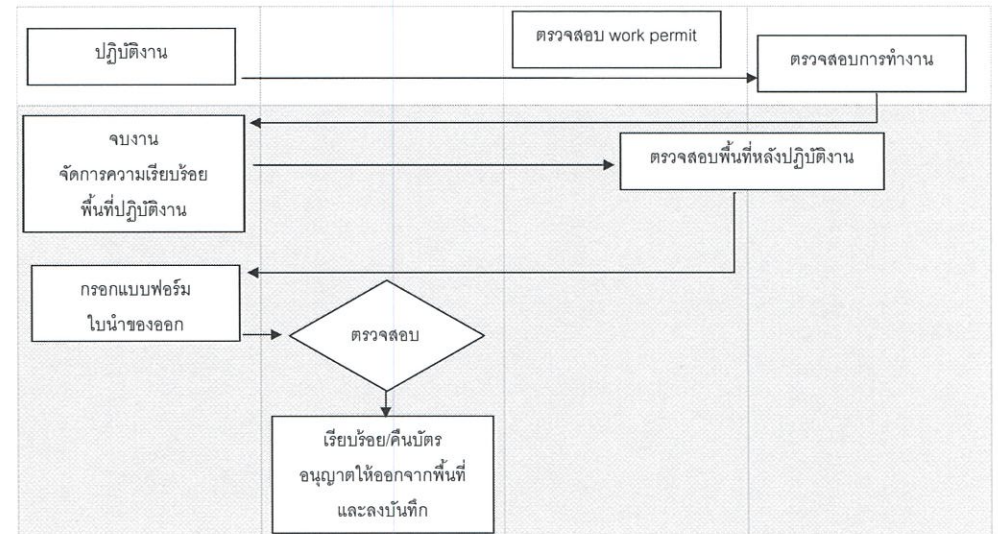 ปฏิบัติงาน
ตรวจสอบ work permit
ตรวจสอบการทำงาน
จบงาน
จัดการความเรียบร้อย
พื้นที่ปฏิบัติงาน
ตรวจสอบพื้นที่หลังปฏิบัติงาน
กรอกแบบฟอร์ม
ใบนำของออก
ตรวจสอบ
เรียบร้อย/คืนบัตร
อนุญาตให้ออกจากพื้นที่
และลงบันทึก